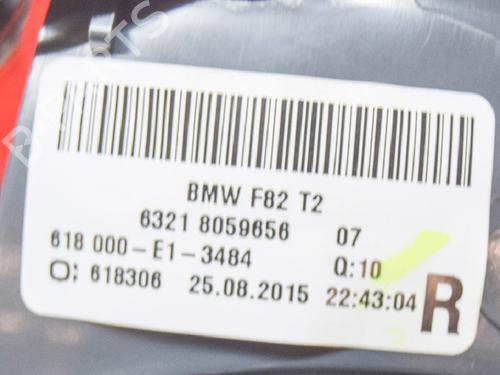 BMW F82 T2
6321 8059656 07
618 000-E1-3484 Q:10
O; 618306 25.08.2015 22:43:04 R